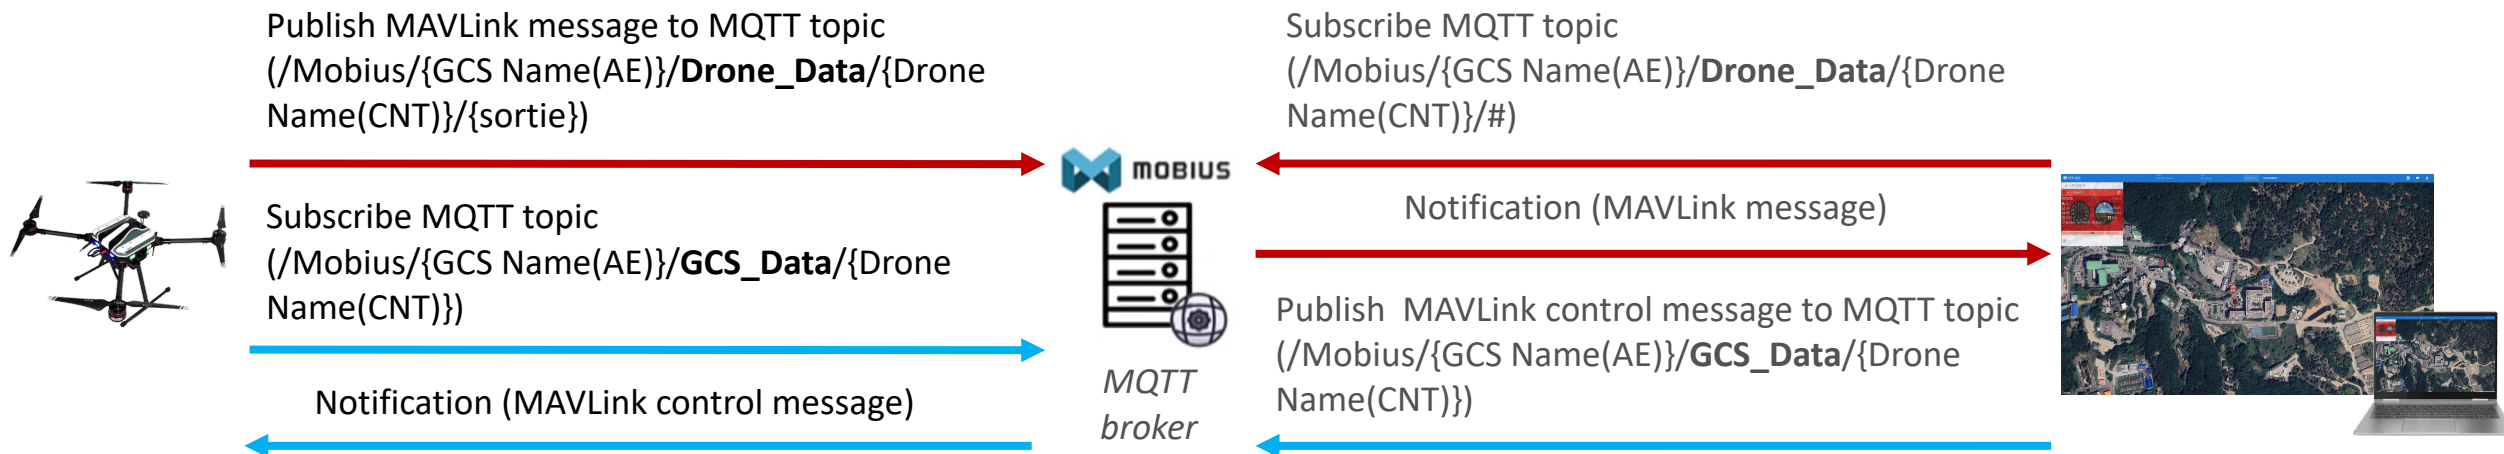 Publish MAVLink message to MQTT topic
(/Mobius/{GCS Name(AE)}/Drone_Data/{Drone
Name(CNT)}/{sortie})
Subscribe MQTT topic
(/Mobius/{GCS Name(AE)}/GCS_Data/{Drone
Name(CNT)})
Notification (MAVLink control message)
MOBIUS
MQTT
broker
Subscribe MQTT topic
(/Mobius/{GCS Name(AE)}/Drone_Data/{Drone
Name(CNT)}/#)
Notification (MAVLink message)
Publish  MAVLink control message to MQTT topic
(/Mobius/{GCS Name(AE)}/GCS_Data/{Drone
Name(CNT)})